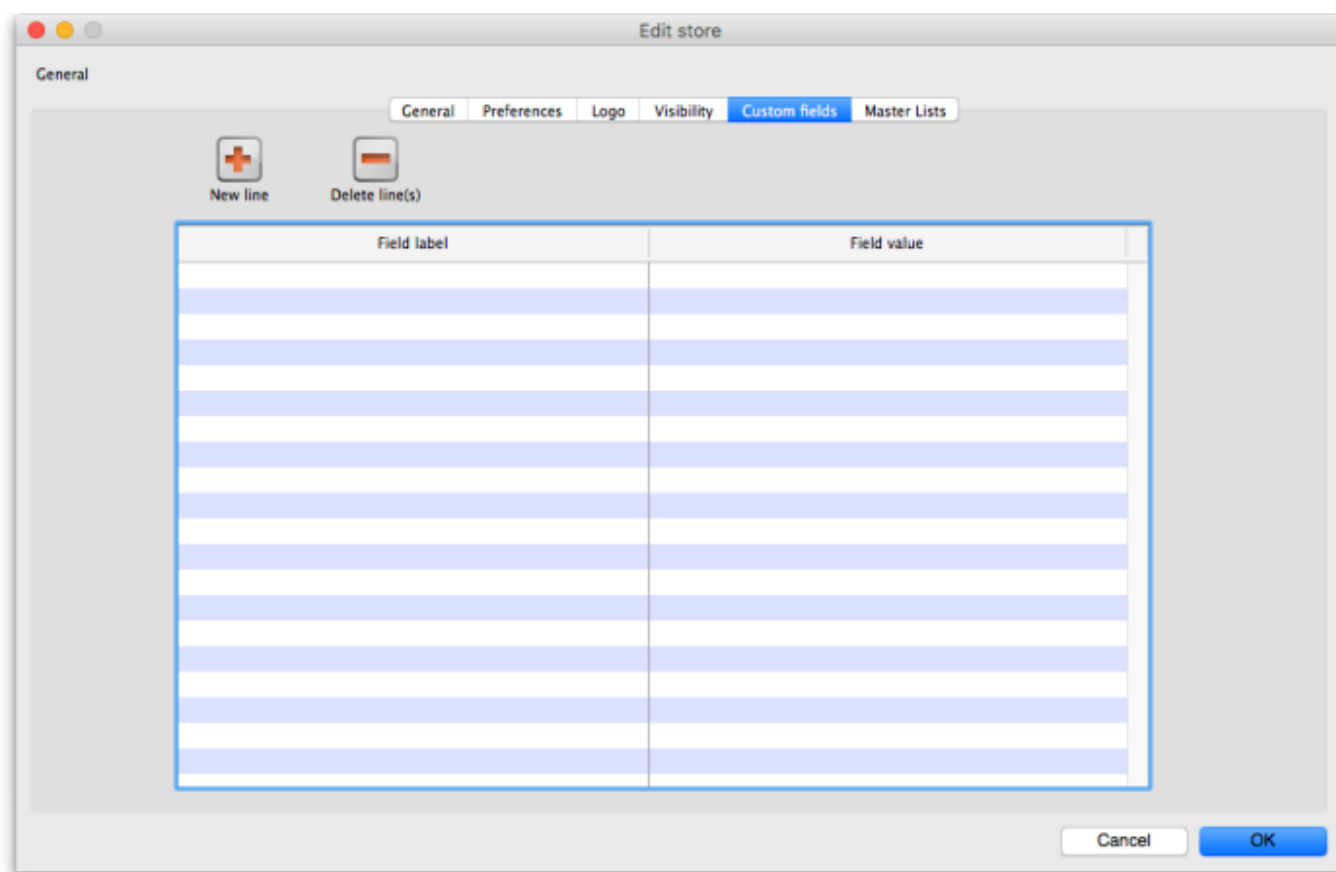 Edit store
General
General Preferences Logo Visibility Custom fields Master Lists
New line Delete line(s)
Field label Field value
Cancel OK